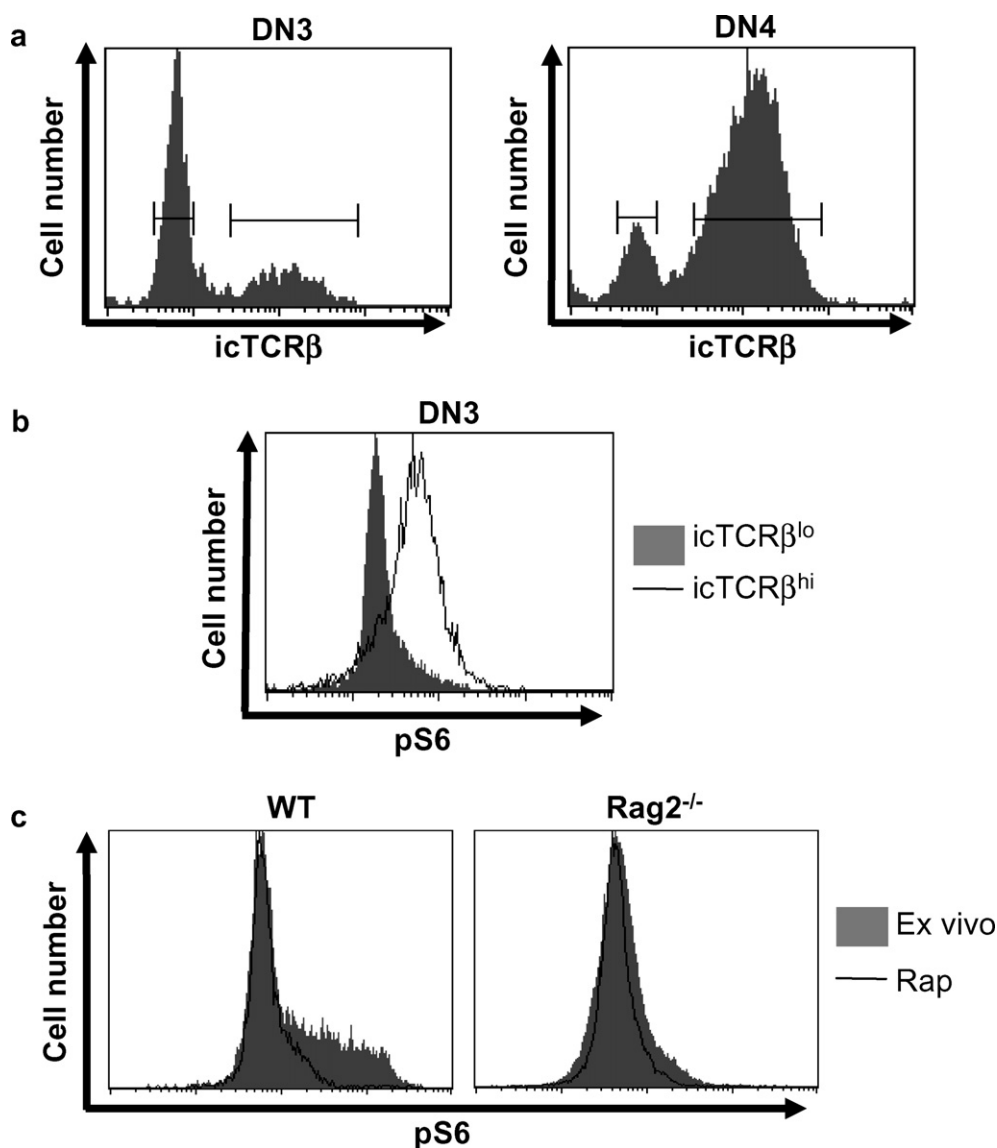 a
DN3
DN4
Cell number
Cell number
icTCRβ
icTCRβ
b
DN3
Cell number
icTCRβlo
icTCRβhi
pS6
c
WT
Rag2-/-
Cell number
Ex vivo
Rap
pS6